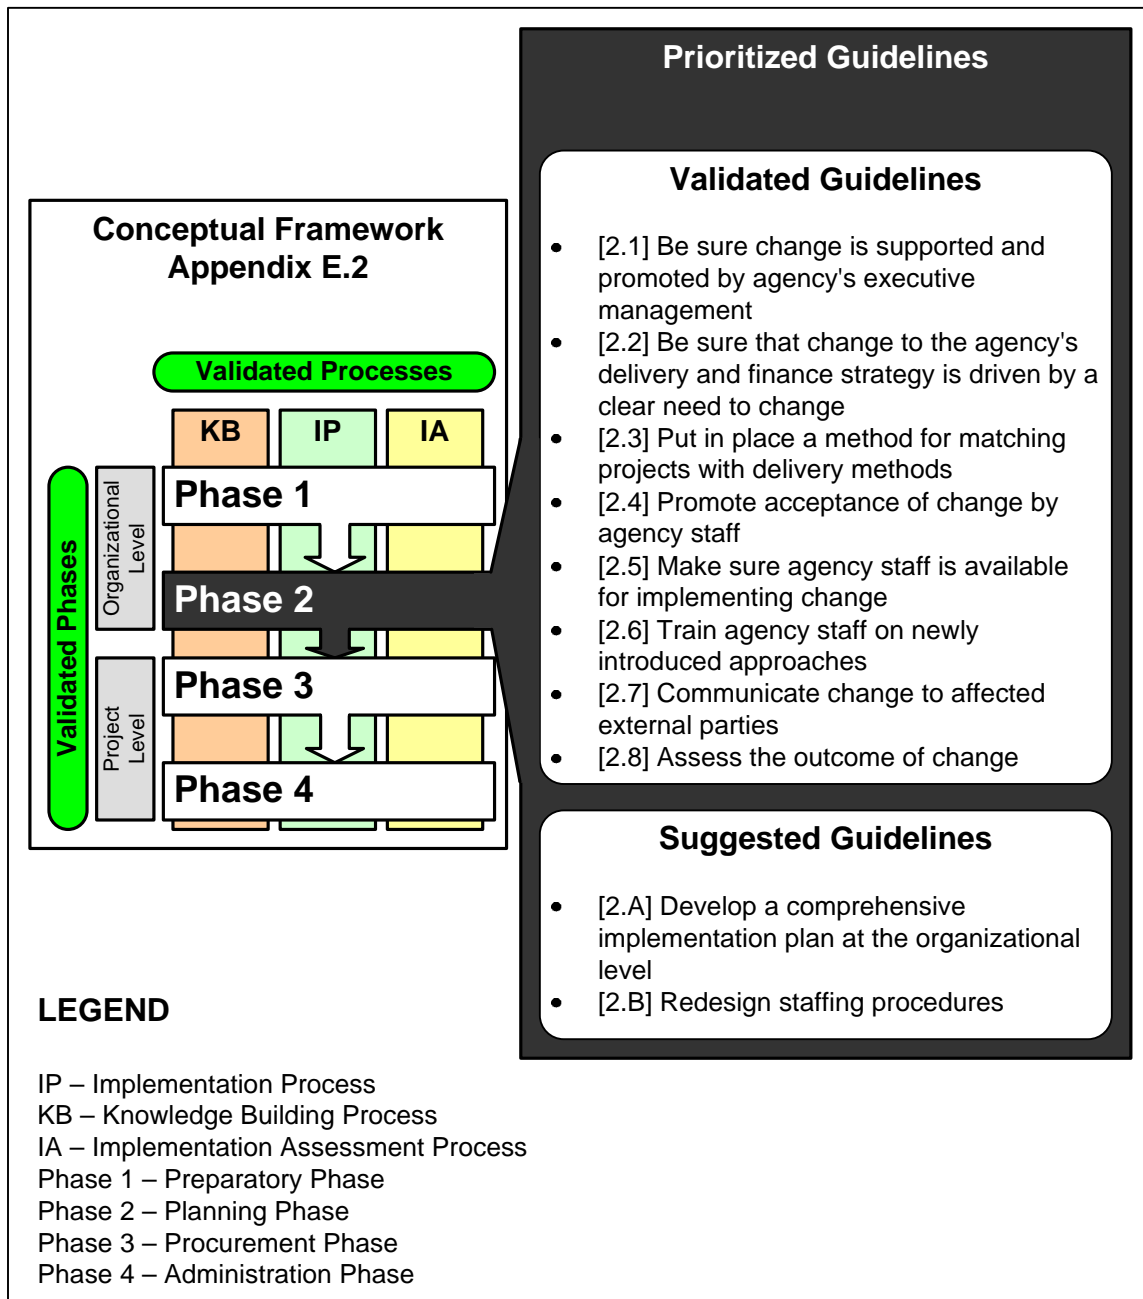 Prioritized Guidelines
Validated Guidelines
• [2.1] Be sure change is supported and
promoted by agency's executive
management
• [2.2] Be sure that change to the agency's
delivery and finance strategy is driven by a
clear need to change
• [2.3] Put in place a method for matching
projects with delivery methods
• [2.4] Promote acceptance of change by
agency staff
• [2.5] Make sure agency staff is available
for implementing change
• [2.6] Train agency staff on newly
introduced approaches
• [2.7] Communicate change to affected
external parties
• [2.8] Assess the outcome of change
Suggested Guidelines
• [2.A] Develop a comprehensive
implementation plan at the organizational
level
• [2.B] Redesign staffing procedures
Conceptual Framework
Appendix E.2
Validated Processes
KB IP IA
Validated Phases
Organizational
Level
Project
Level
Phase 1
Phase 2
Phase 3
Phase 4
LEGEND
IP – Implementation Process
KB – Knowledge Building Process
IA – Implementation Assessment Process
Phase 1 – Preparatory Phase
Phase 2 – Planning Phase
Phase 3 – Procurement Phase
Phase 4 – Administration Phase